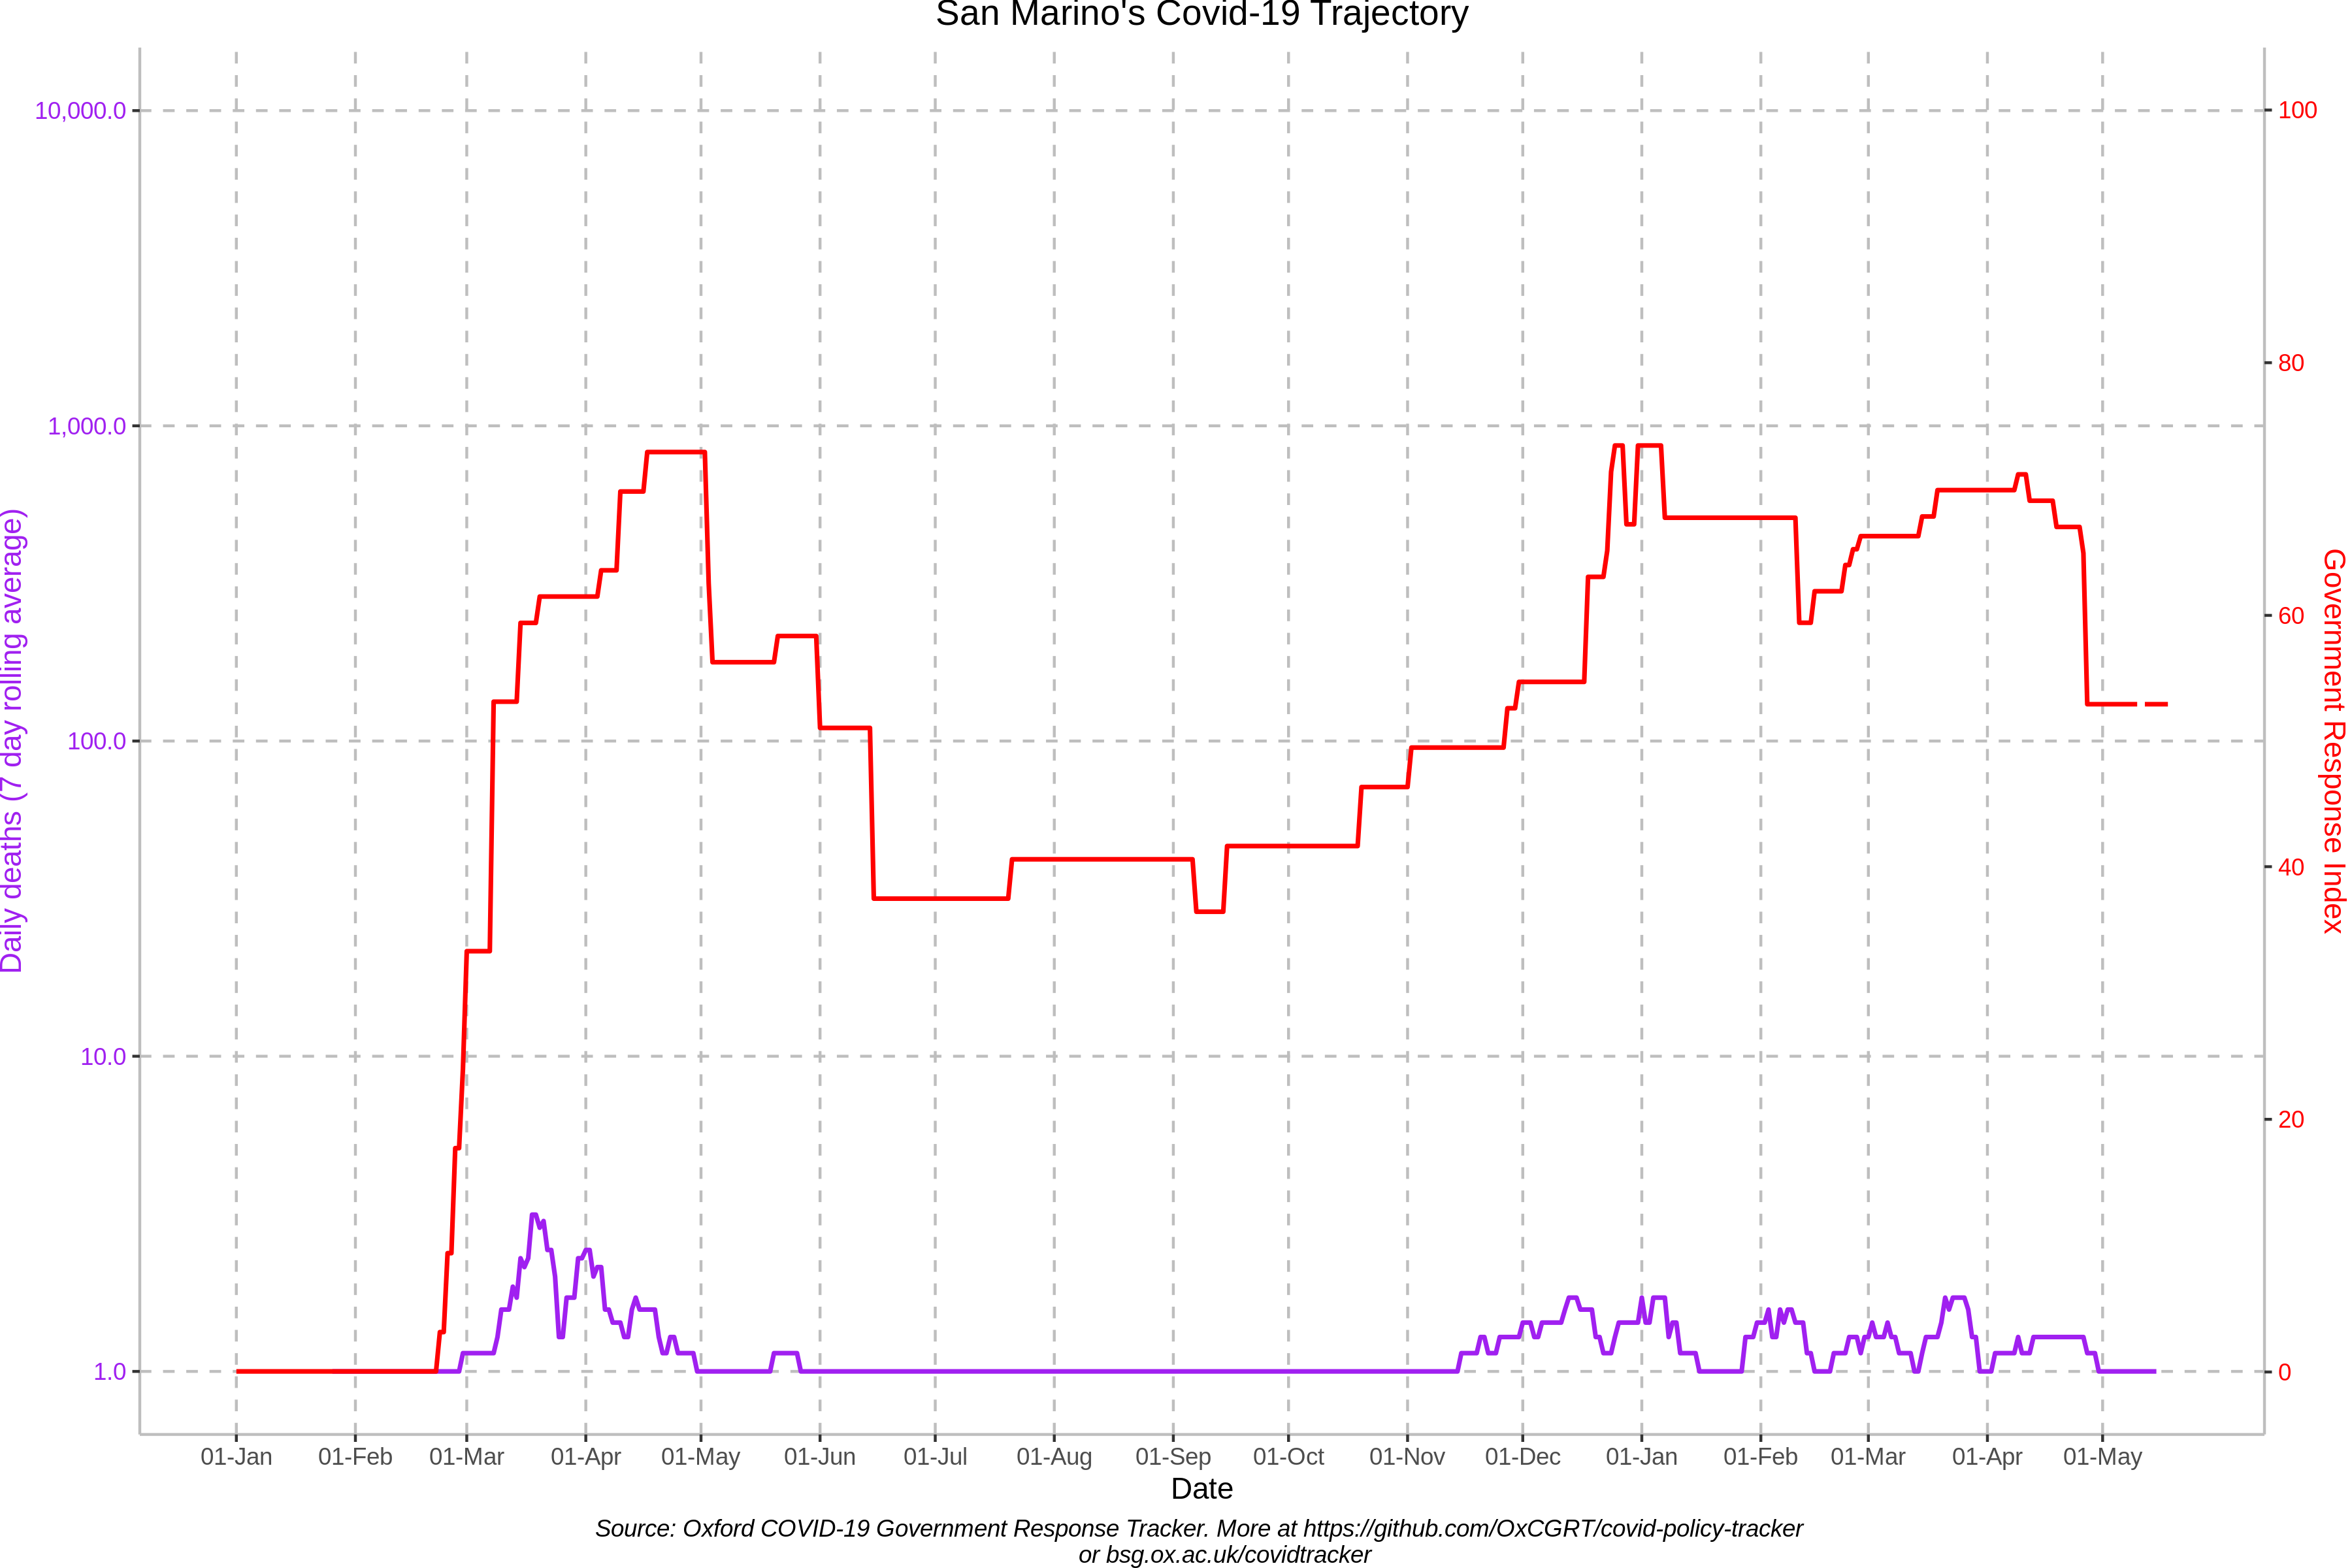 San Marino's Covid-19 Trajectory
10,000.0
1,000.0
100.0
10.0
1.0
Daily deaths (7 day rolling average)
100
80
60
40
20
0
Government Response Index
01-Jan 01-Feb 01-Mar 01-Apr 01-May 01-Jun 01-Jul 01-Aug 01-Sep 01-Oct 01-Nov 01-Dec 01-Jan 01-Feb 01-Mar 01-Apr 01-May
Date
Source: Oxford COVID-19 Government Response Tracker. More at https://github.com/OxCGRT/covid-policy-tracker
or bsg.ox.ac.uk/covidtracker